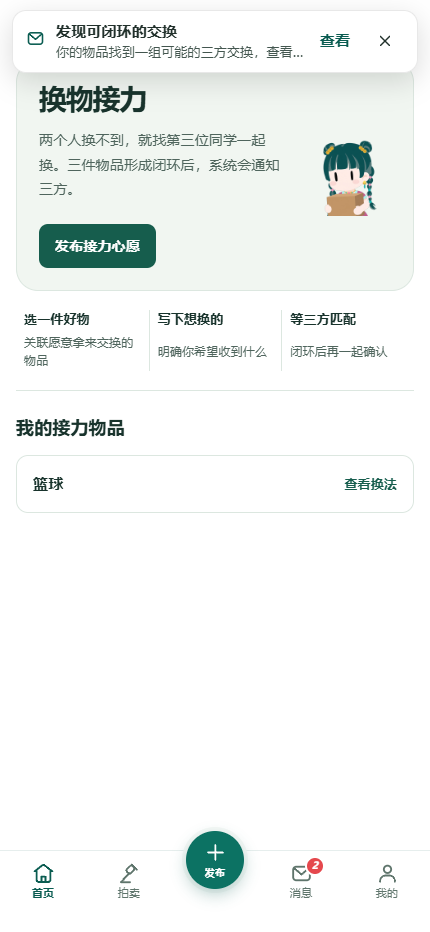 发现可闭环的交换
你的物品找到一组可能的三方交换，查看...
查看
换物接力
两个人换不到，就找第三位同学一起
换。三件物品形成闭环后，系统会通知
三方。
发布接力心愿
选一件好物
关联愿意拿来交换的
物品
写下想换的
明确你希望收到什么
等三方匹配
闭环后再一起确认
我的接力物品
篮球
查看换法
首页
拍卖
发布
2
消息
我的